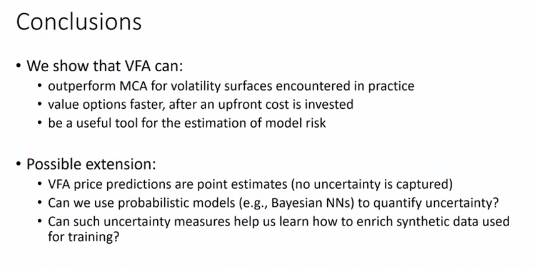 Conclusions
• We show that VFA can:
• outperform MCA for volatility surfaces encountered in practice
• value options faster, after an upfront cost is invested
• be a useful tool for the estimation of model risk
• Possible extension:
• VFA price predictions are point estimates (no uncertainty is captured)
• Can we use probabilistic models (e.g., Bayesian NNs) to quantify uncertainty?
• Can such uncertainty measures help us learn how to enrich synthetic data used
for training?